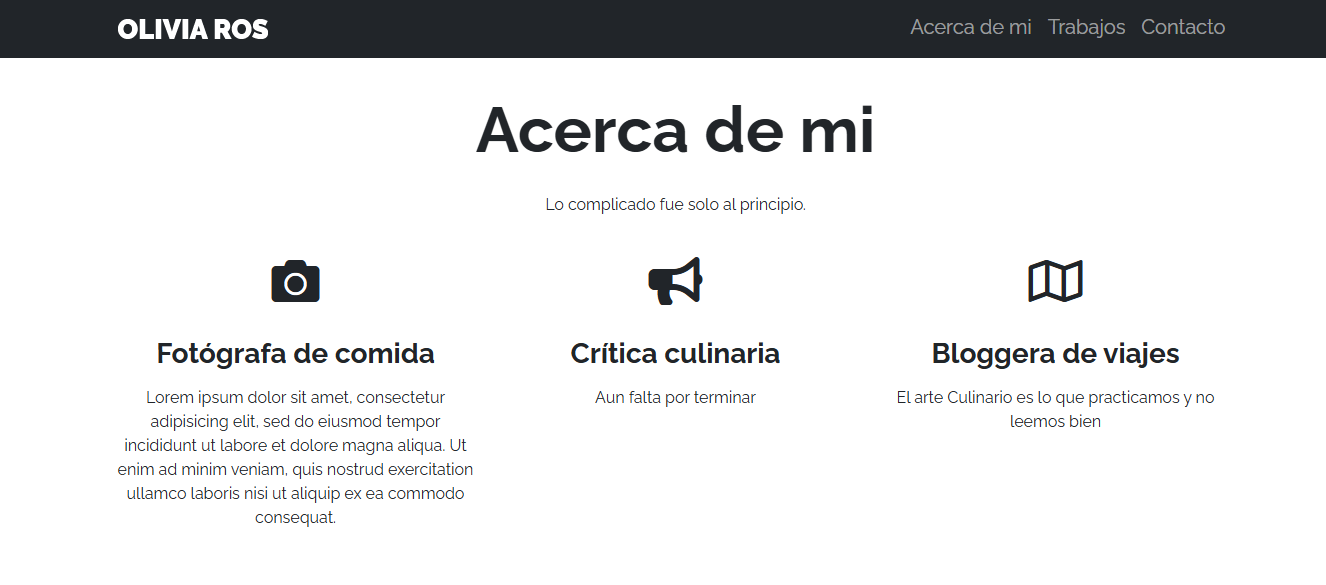 OLIVIA ROS
Acerca de mi Trabajos Contacto
Acerca de mi
Lo complicado fue solo al principio.
Fotógrafa de comida
Lorem ipsum dolor sit amet, consectetur
adipisicing elit, sed do eiusmod tempor
incididunt ut labore et dolore magna aliqua. Ut
enim ad minim veniam, quis nostrud exercitation
ullamco laboris nisi ut aliquip ex ea commodo
consequat.
Crítica culinaria
Aun falta por terminar
Bloggera de viajes
El arte Culinario es lo que practicamos y no
leemos bien